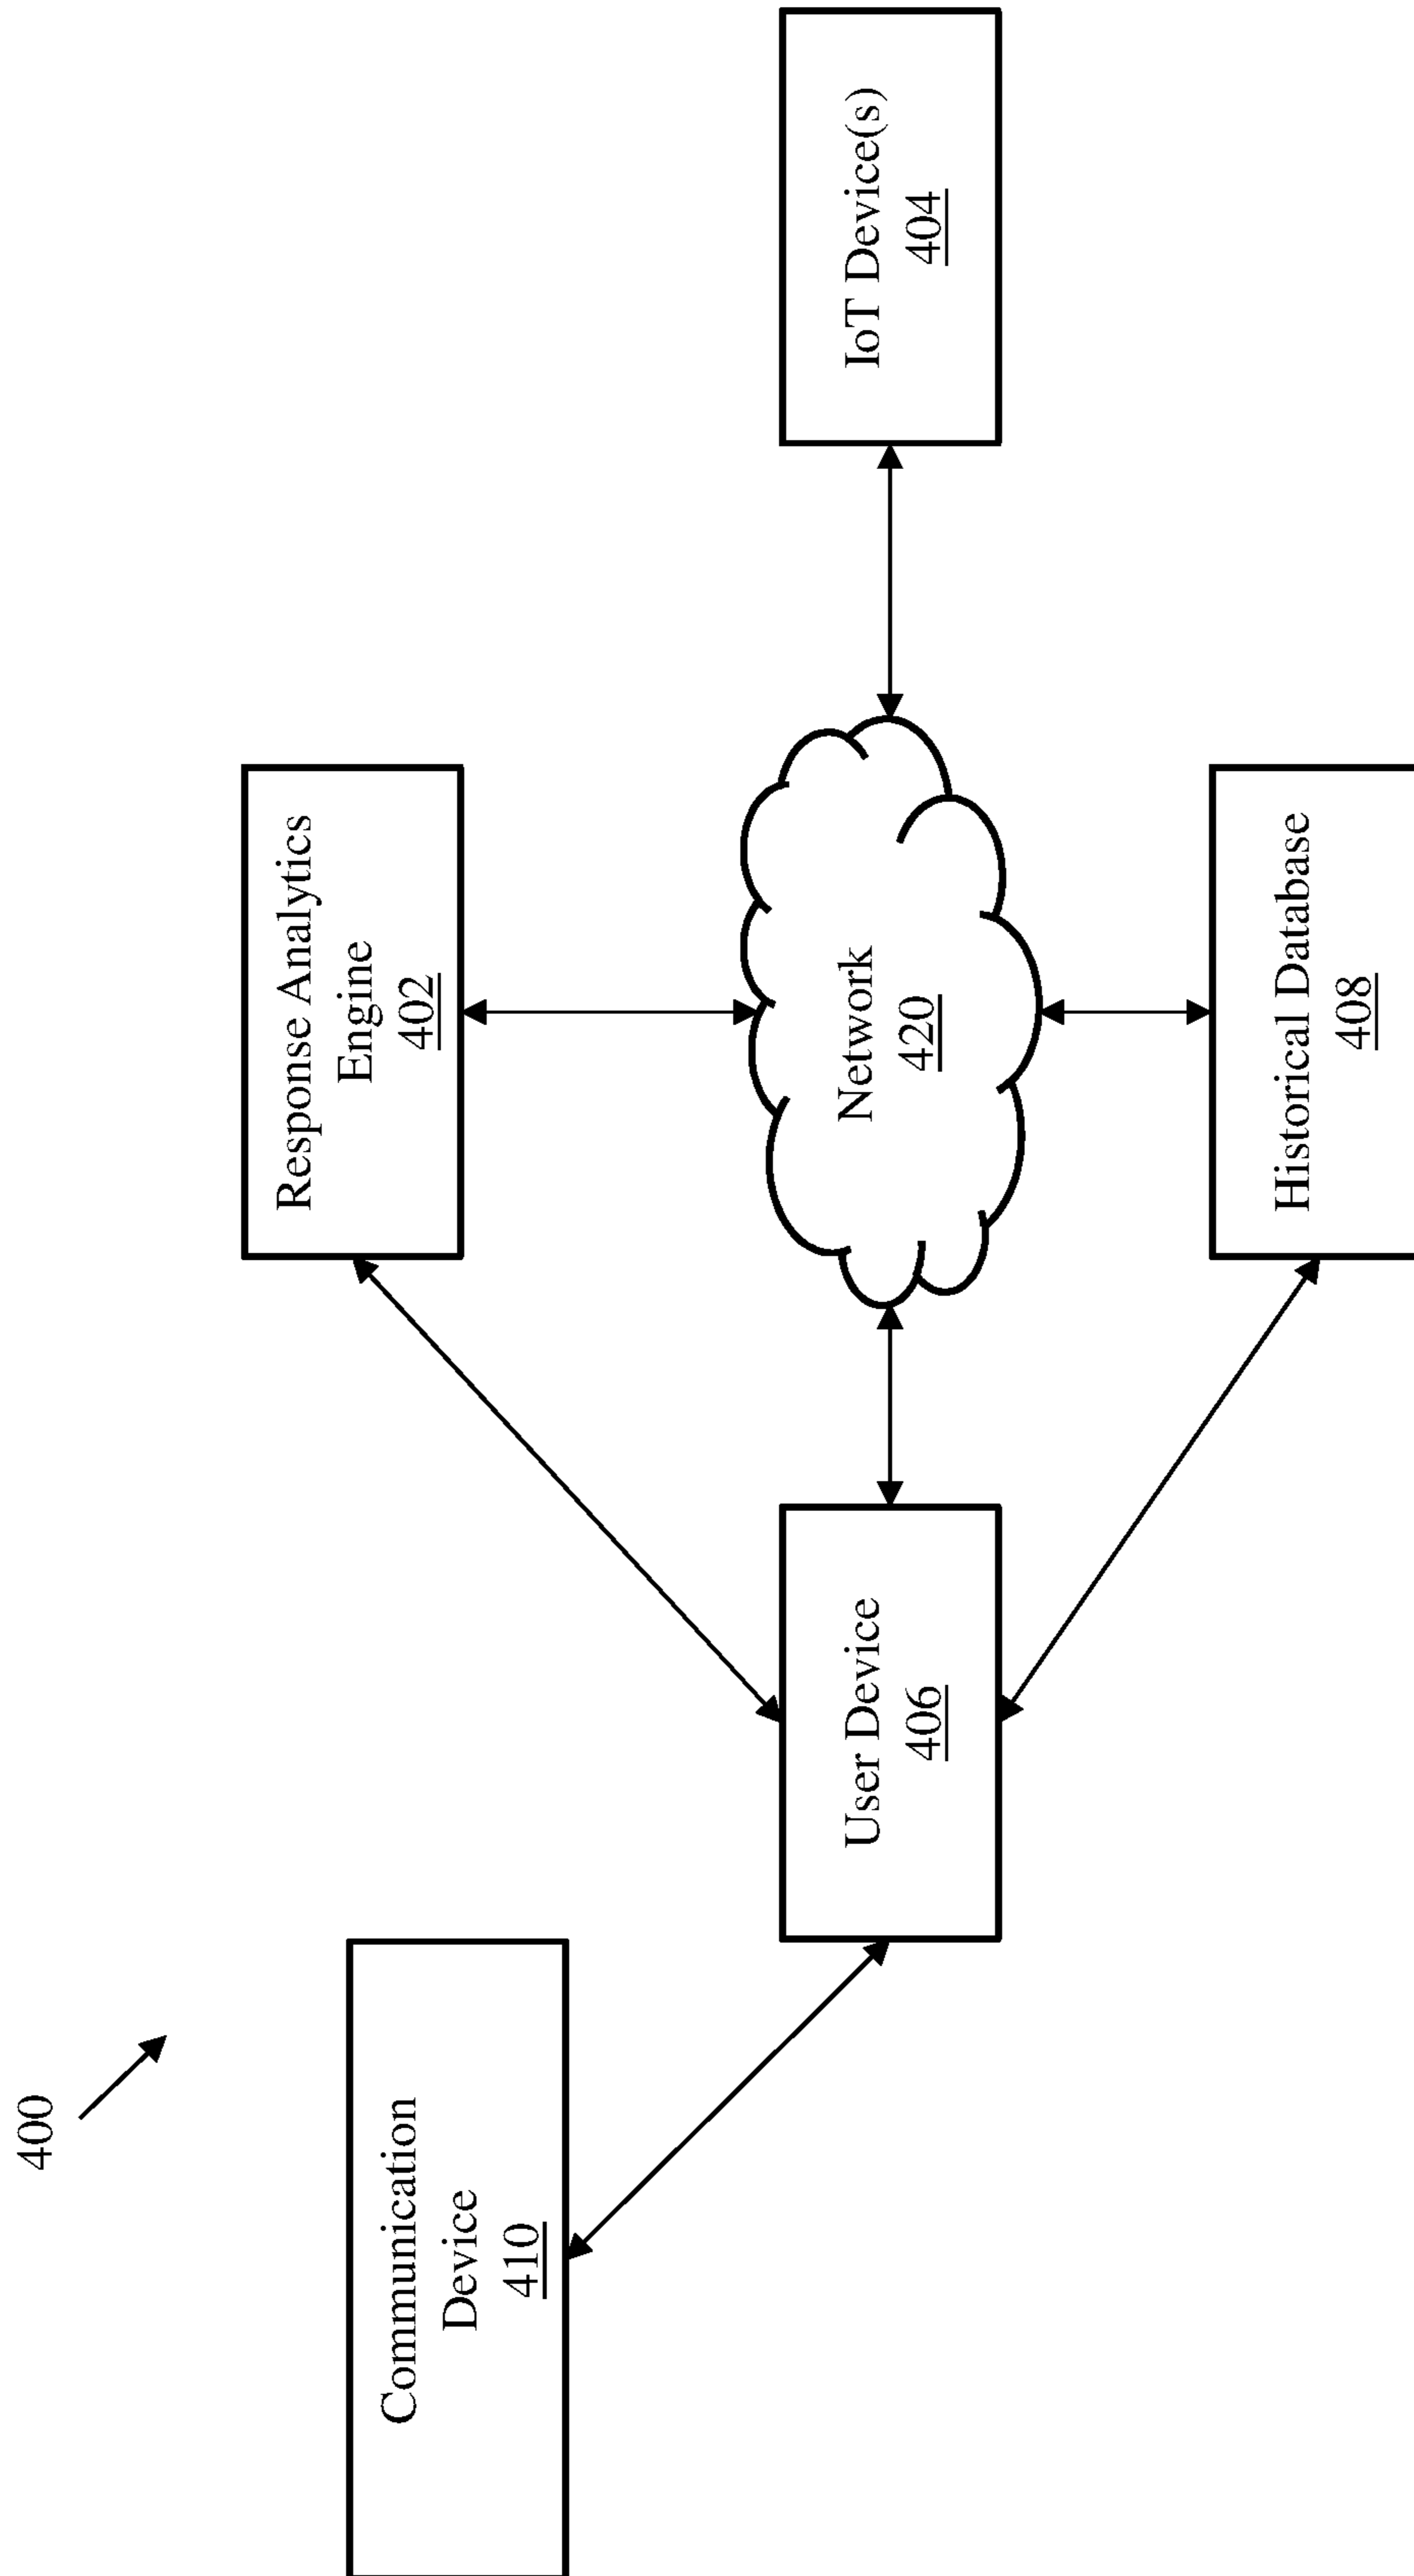 400
Communication
Device
410
Response Analytics
Engine
402
User Device
406
Network
420
IoT Device(s)
404
Historical Database
408